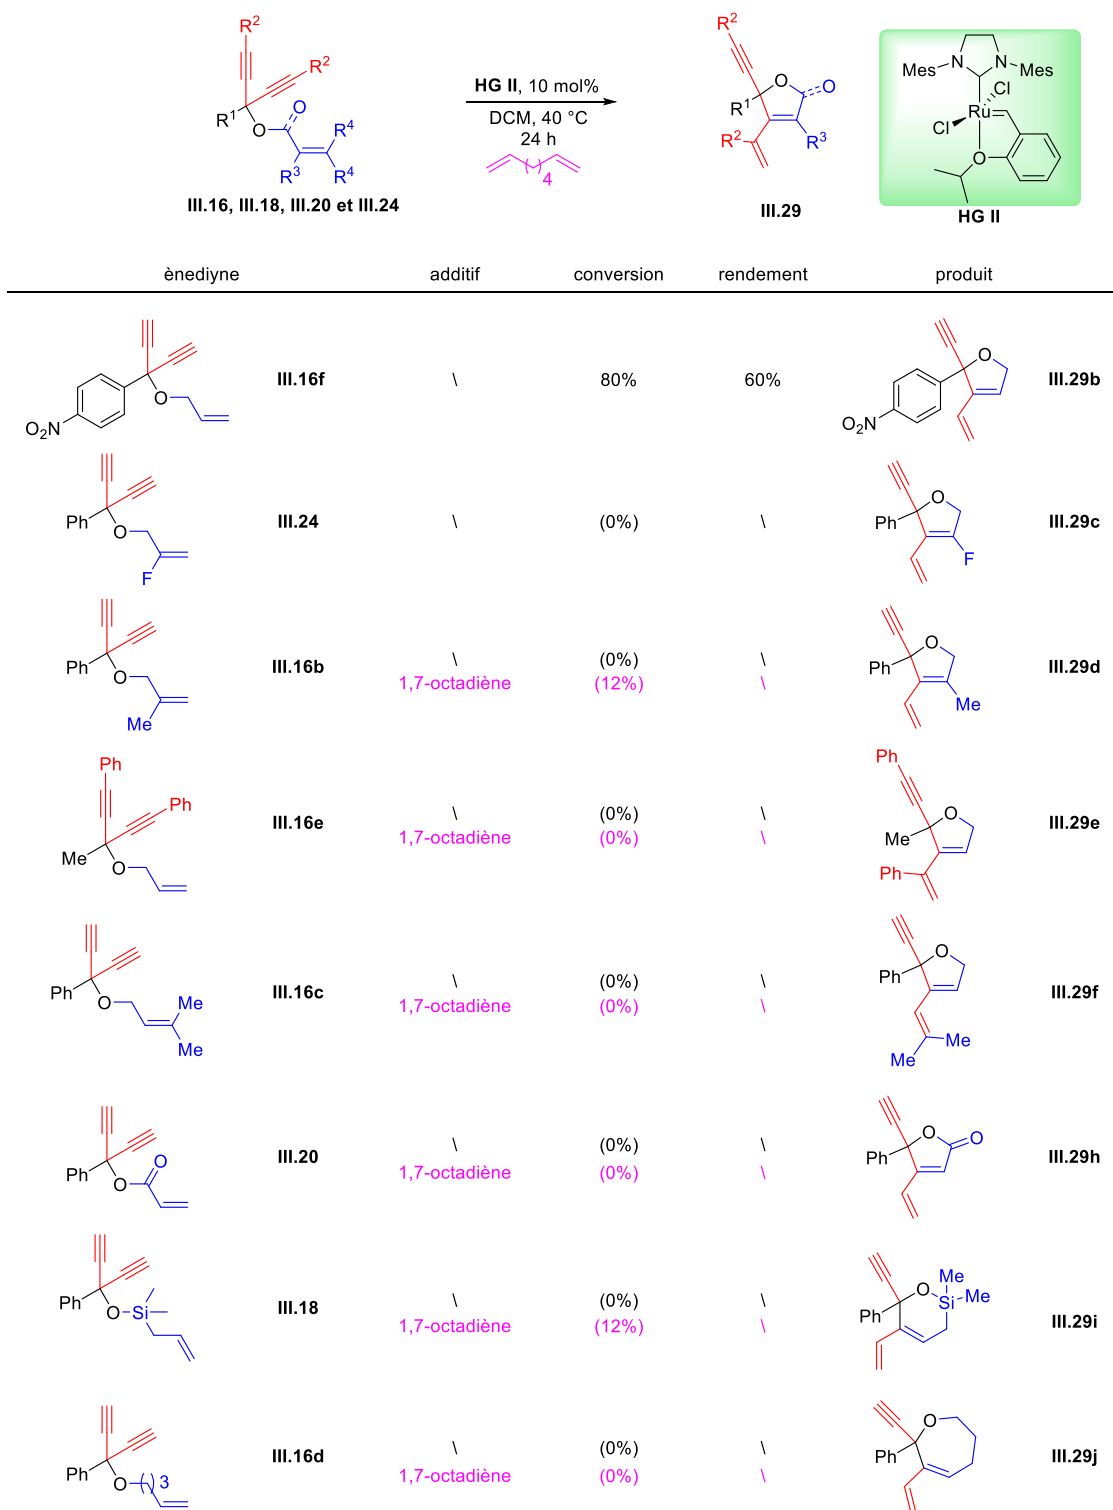 R² R² R¹ O O R³ R⁴ R⁴
III.16, III.18, III.20 et III.24
HG II, 10 mol%
DCM, 40 °C
24 h
4
R² R¹ O O R² R³
III.29
Mes N N Mes
Cl
Ru
Cl
O
HG II
ènediyne additif conversion rendement produit
O₂N O III.16f \ 80% 60% O₂N O III.29b
Ph O F III.24 \ (0%) \ Ph O F III.29c
Ph O Me III.16b \ (0%) \ Ph O Me III.29d
1,7-octadiène (12%) \
Ph Ph Me O III.16e \ (0%) \ Ph Me O Ph III.29e
1,7-octadiène (0%) \
Ph O Me Me III.16c \ (0%) \ Ph O Me Me III.29f
1,7-octadiène (0%) \
Ph O O III.20 \ (0%) \ Ph O O III.29h
1,7-octadiène (0%) \
Ph O Si III.18 \ (0%) \ Ph O Si Me Me III.29i
1,7-octadiène (12%) \
Ph O 3 III.16d \ (0%) \ Ph O III.29j
1,7-octadiène (0%) \